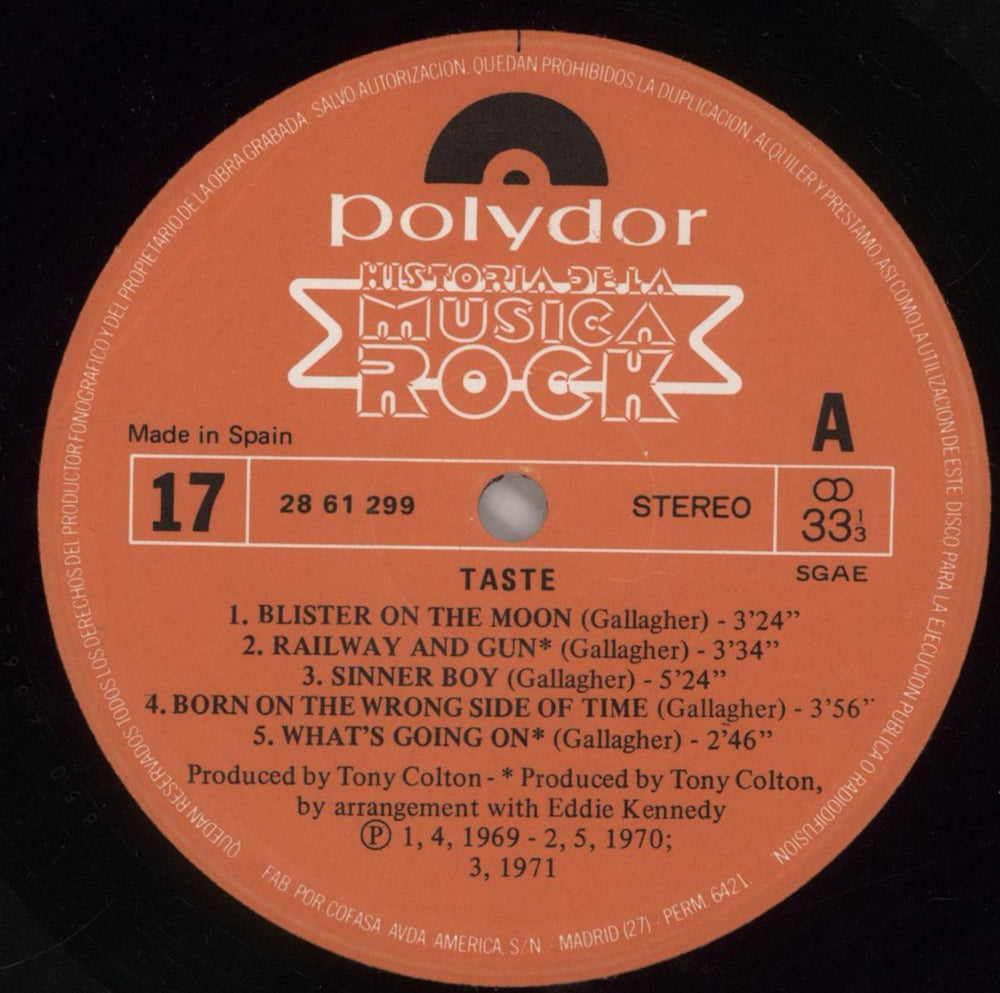 QUEDAN RESERVADOS TODOS LOS DERECHOS DEL PRODUCTOR FONOGRAFICO Y DEL PROPIETARIO DE LA OBRA GRABADA. SALVO AUTORIZACION. QUEDAN PROHIBIDOS LA DUPLICACION. ALQUILER Y PRESTAMO. ASI COMO LA UTILIZACION DE ESTE DISCO PARA LA EJECUCION PUBLICA O RADIODIFUSION.
polydor
HISTORIA DE LA
MUSICA
ROCK
Made in Spain
A
17
28 61 299
STEREO
33 1/3
SGAE
TASTE
1. BLISTER ON THE MOON (Gallagher) - 3’24”
2. RAILWAY AND GUN* (Gallagher) - 3’34”
3. SINNER BOY (Gallagher) - 5’24”
4. BORN ON THE WRONG SIDE OF TIME (Gallagher) - 3’56”
5. WHAT’S GOING ON* (Gallagher) - 2’46”
Produced by Tony Colton - * Produced by Tony Colton,
by arrangement with Eddie Kennedy
Ⓟ 1, 4, 1969 - 2, 5, 1970;
3, 1971
FAB. POR COFASA. AVDA. AMERICA, S/N. - MADRID (27) - PERM. 6421